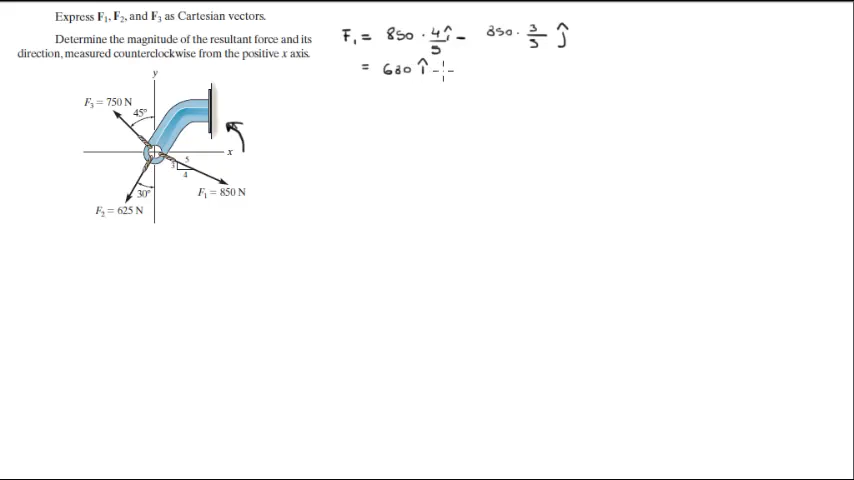 Express F₁, F₂, and F₃ as Cartesian vectors.
Determine the magnitude of the resultant force and its
direction, measured counterclockwise from the positive x axis.
F₁ = 850 · 4/5 î - 850 · 3/5 ĵ
= 680 î -
y
F₃ = 750 N
45°
x
5
3
4
30°
F₁ = 850 N
F₂ = 625 N